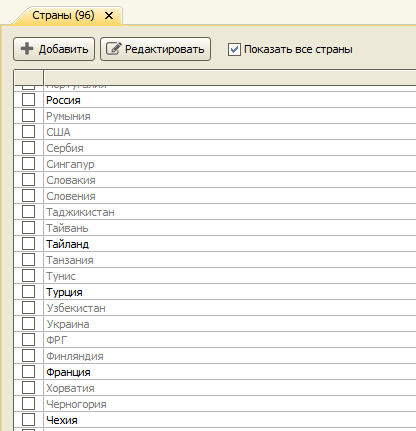 Страны (96)
Добавить
Редактировать
Показать все страны
Португалия
Россия
Румыния
США
Сербия
Сингапур
Словакия
Словения
Таджикистан
Тайвань
Тайланд
Танзания
Тунис
Турция
Узбекистан
Украина
ФРГ
Финляндия
Франция
Хорватия
Черногория
Чехия